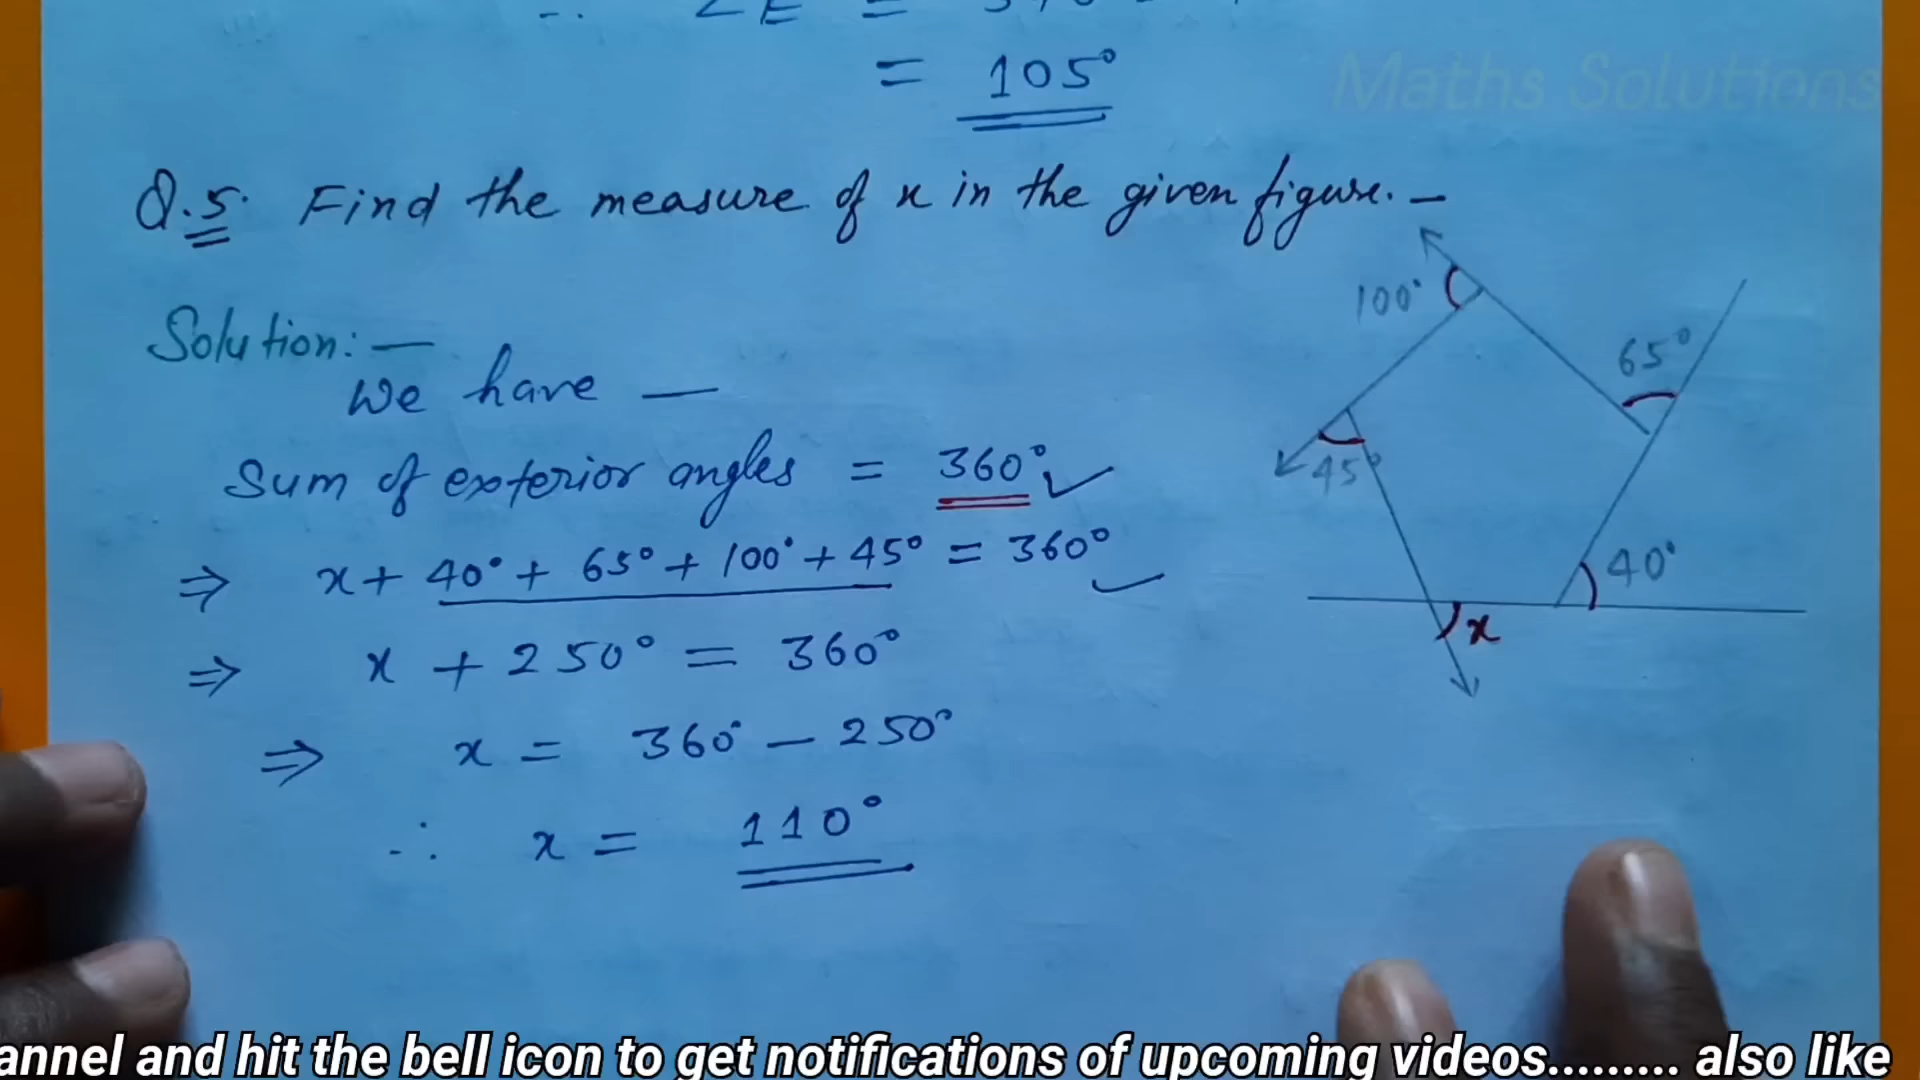 = 105°
Maths Solutions
Q.5. Find the measure of x in the given figure. —
Solution: —
We have —
Sum of exterior angles = 360°
⇒ x + 40° + 65° + 100° + 45° = 360°
⇒ x + 250° = 360°
⇒ x = 360° − 250°
∴ x = 110°
100°
65°
45°
40°
x
annel and hit the bell icon to get notifications of upcoming videos......... also like